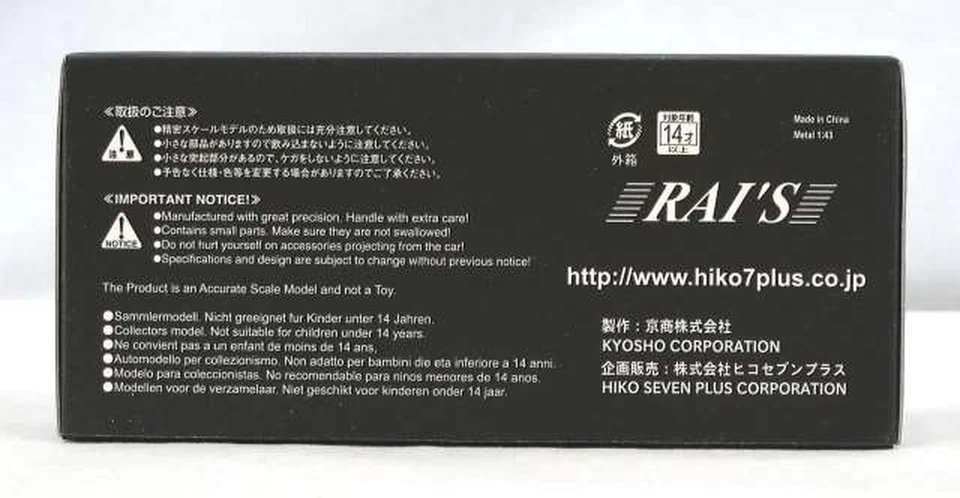 ≪取扱のご注意≫
注意
●精密スケールモデルのため取扱には充分注意してください。
●小さな部品がありますので飲み込まないように注意してください。
●小さな突起部分があるので、ケガをしないように注意してください。
●予告なく仕様・色等を変更する場合がありますのでご了承ください。
≪IMPORTANT NOTICE!≫
NOTICE
●Manufactured with great precision. Handle with extra care!
●Contains small parts. Make sure they are not swallowed!
●Do not hurt yourself on accessories projecting from the car!
●Specifications and design are subject to change without previous notice!
The Product is an Accurate Scale Model and not a Toy.
●Sammlermodell. Nicht greeignet fur Kinder unter 14 Jahren.
●Collectors model. Not suitable for children under 14 years.
●Ne convient pas a un enfant de moins de 14 ans,
●Automodello per collezionismo. Non adatto per bambini die eta inferiore a 14 anni.
●Modelo para coleccionistas. No recomendable para ninos menores de 14 anos.
●Modellen voor de verzamelaar. Niet geschikt voor kinderen onder 14 jaar.
紙
外箱
対象年齢
14才
以上
Made in China
Metal 1:43
RAI'S
http://www.hiko7plus.co.jp
製作：京商株式会社
KYOSHO CORPORATION
企画販売：株式会社ヒコセブンプラス
HIKO SEVEN PLUS CORPORATION